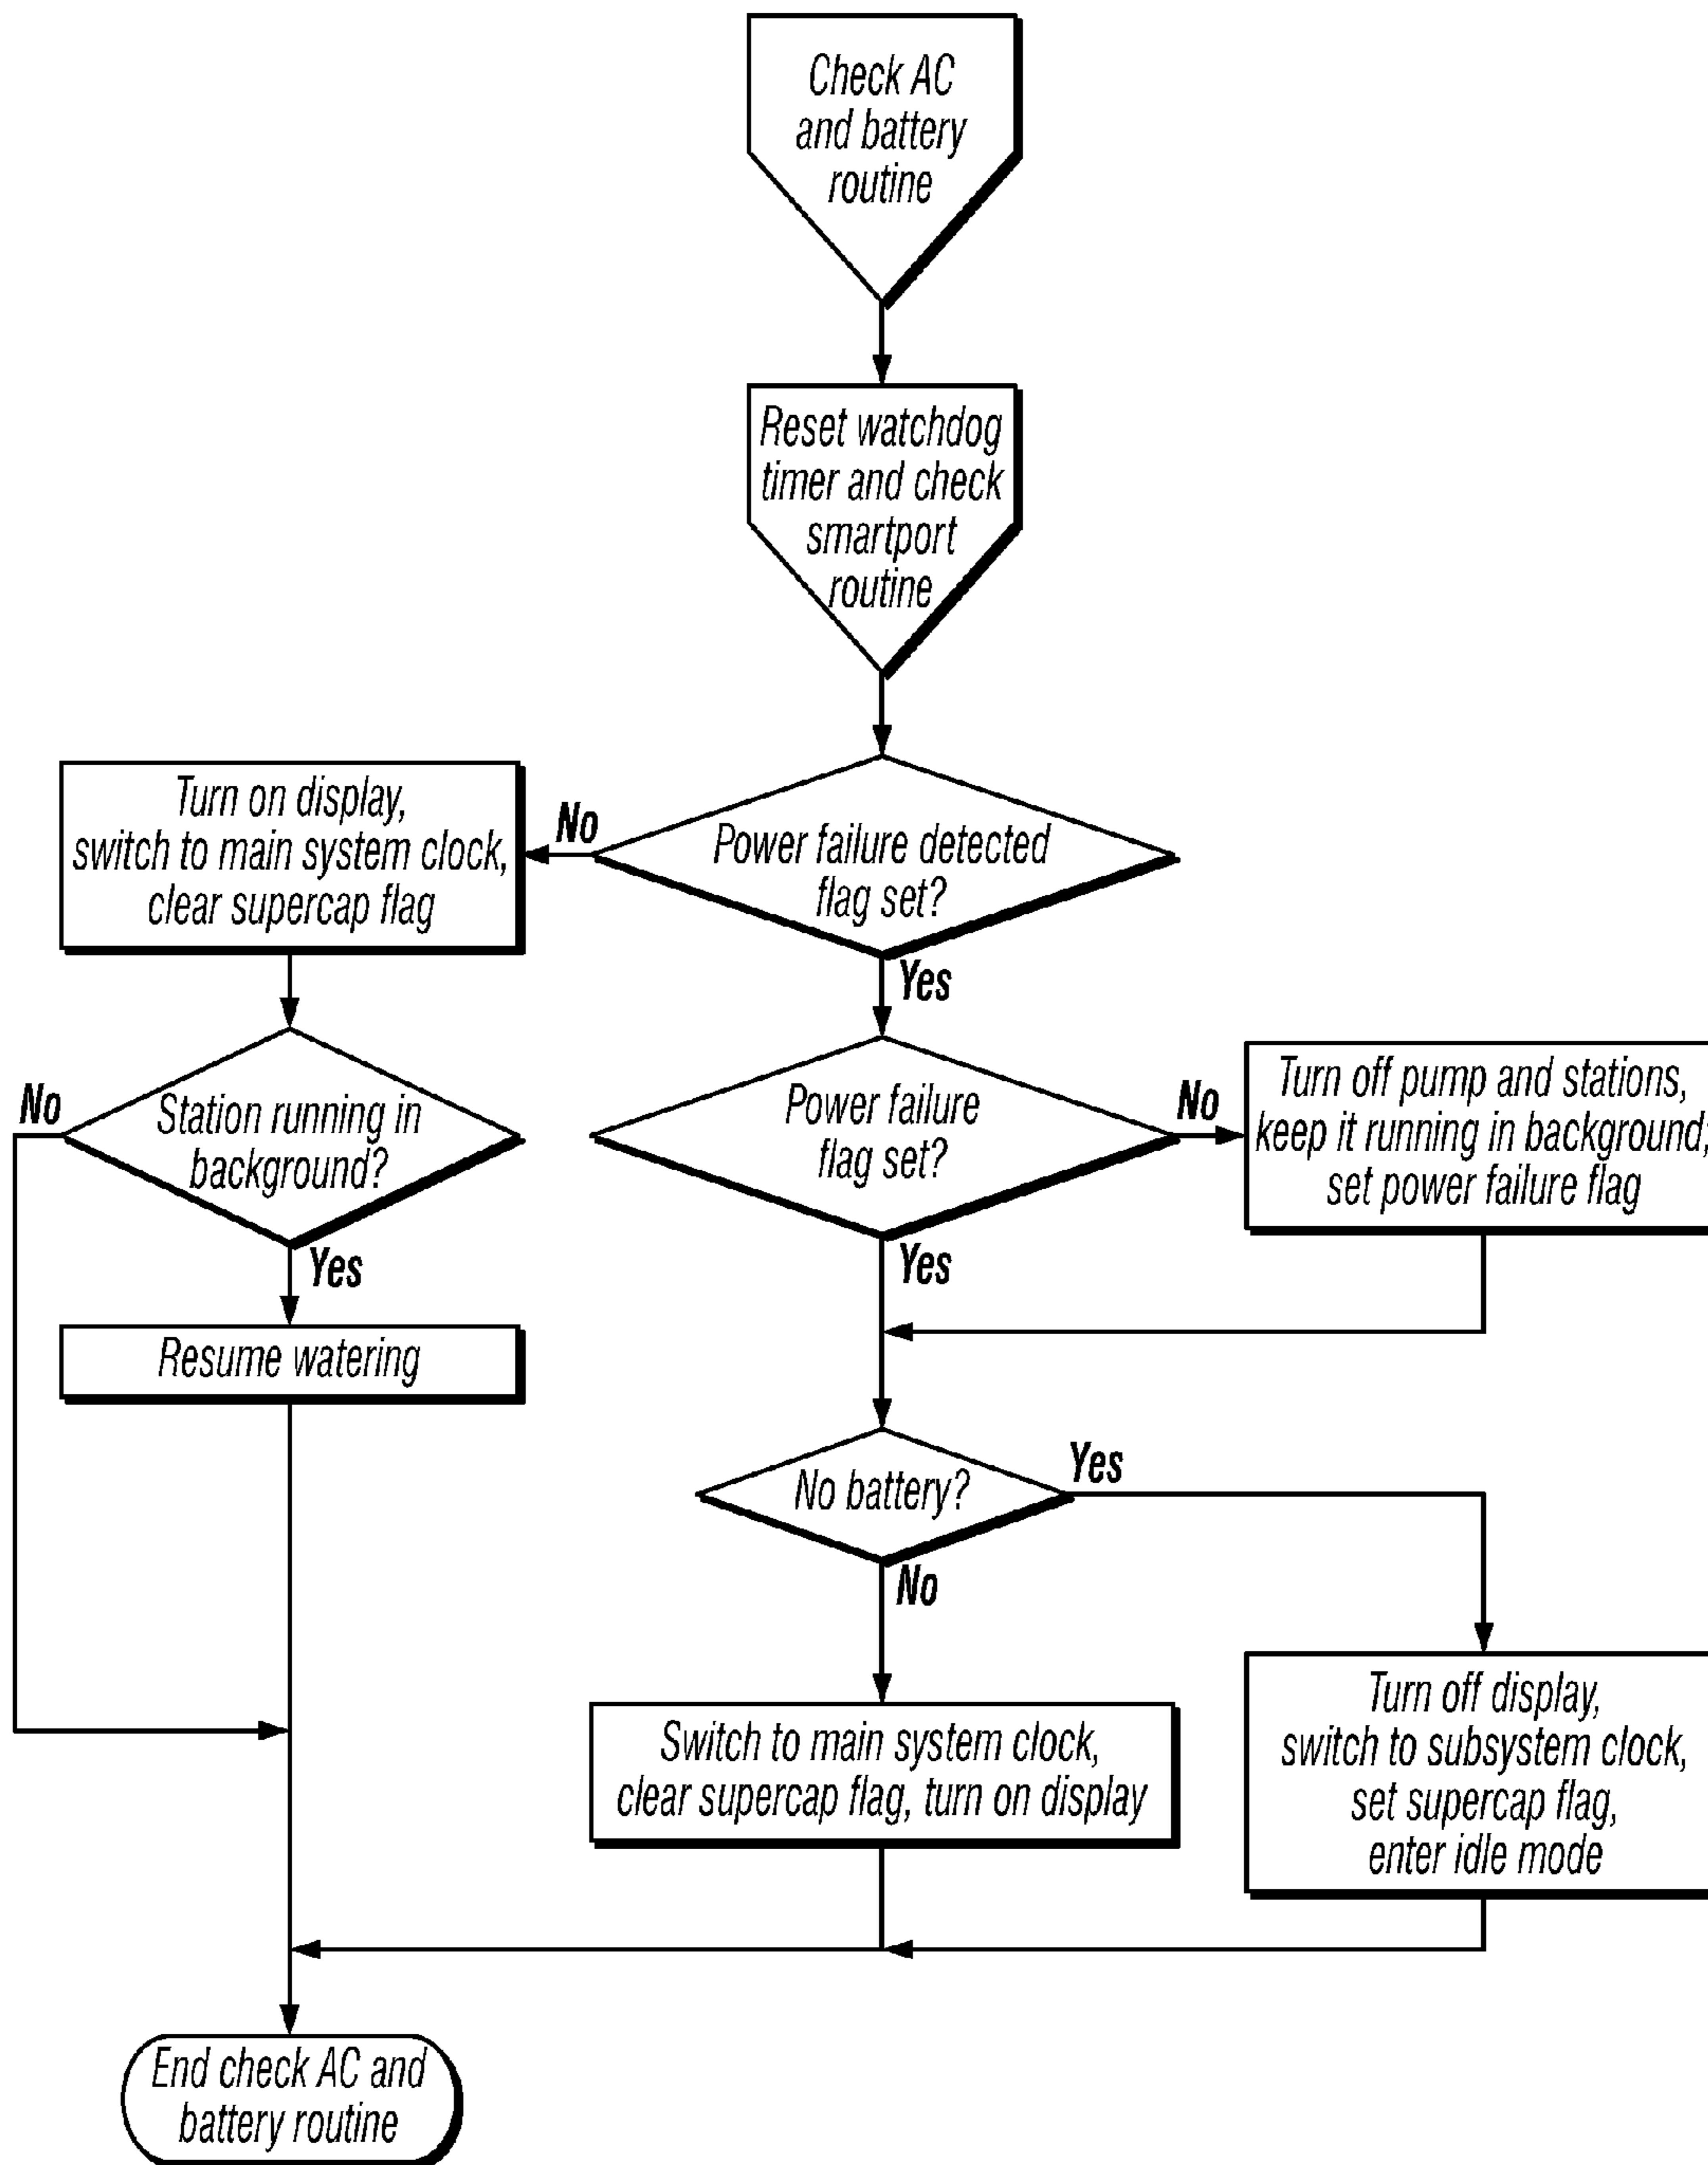 Check AC
and battery
routine
Reset watchdog
timer and check
smartport
routine
Power failure detected
flag set?
No
Turn on display,
switch to main system clock,
clear supercap flag
Yes
Station running in
background?
No
Yes
Resume watering
Power failure
flag set?
No
Turn off pump and stations,
keep it running in background;
set power failure flag
Yes
No battery?
Yes
No
Switch to main system clock,
clear supercap flag, turn on display
Turn off display,
switch to subsystem clock,
set supercap flag,
enter idle mode
End check AC and
battery routine